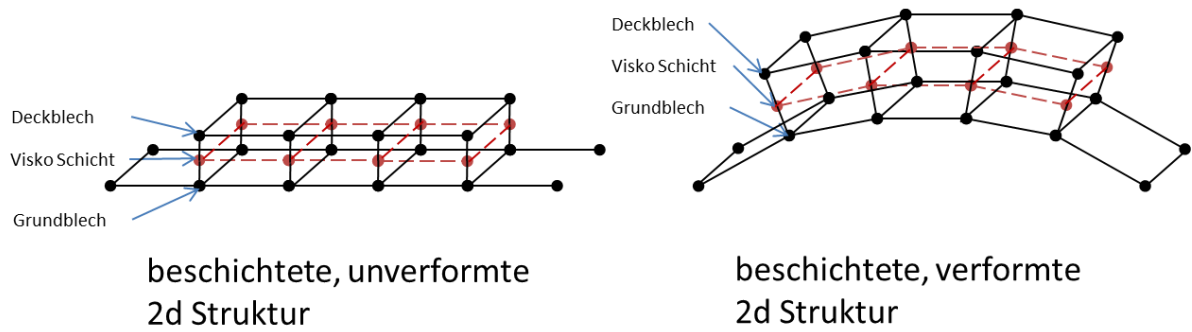 Deckblech
Visko Schicht
Grundblech
beschichtete, unverformte
2d Struktur
Deckblech
Visko Schicht
Grundblech
beschichtete, verformte
2d Struktur